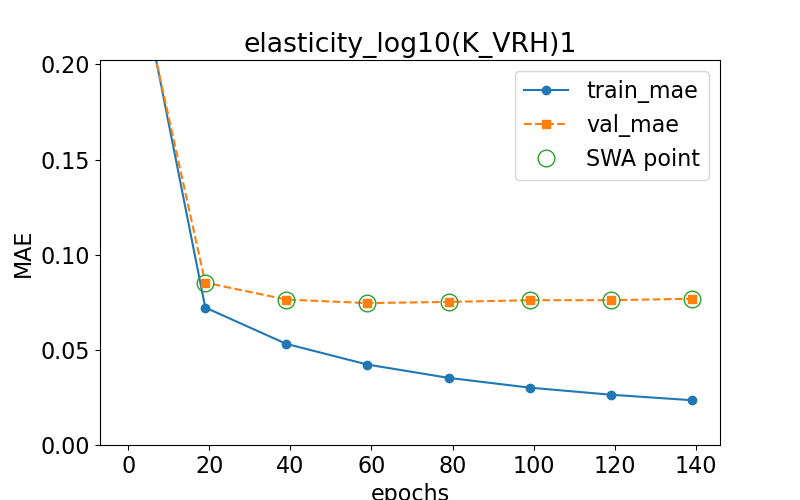 elasticity_log10(K_VRH)1
train_mae
val_mae
SWA point
MAE
0.20
0.15
0.10
0.05
0.00
0 20 40 60 80 100 120 140
epochs